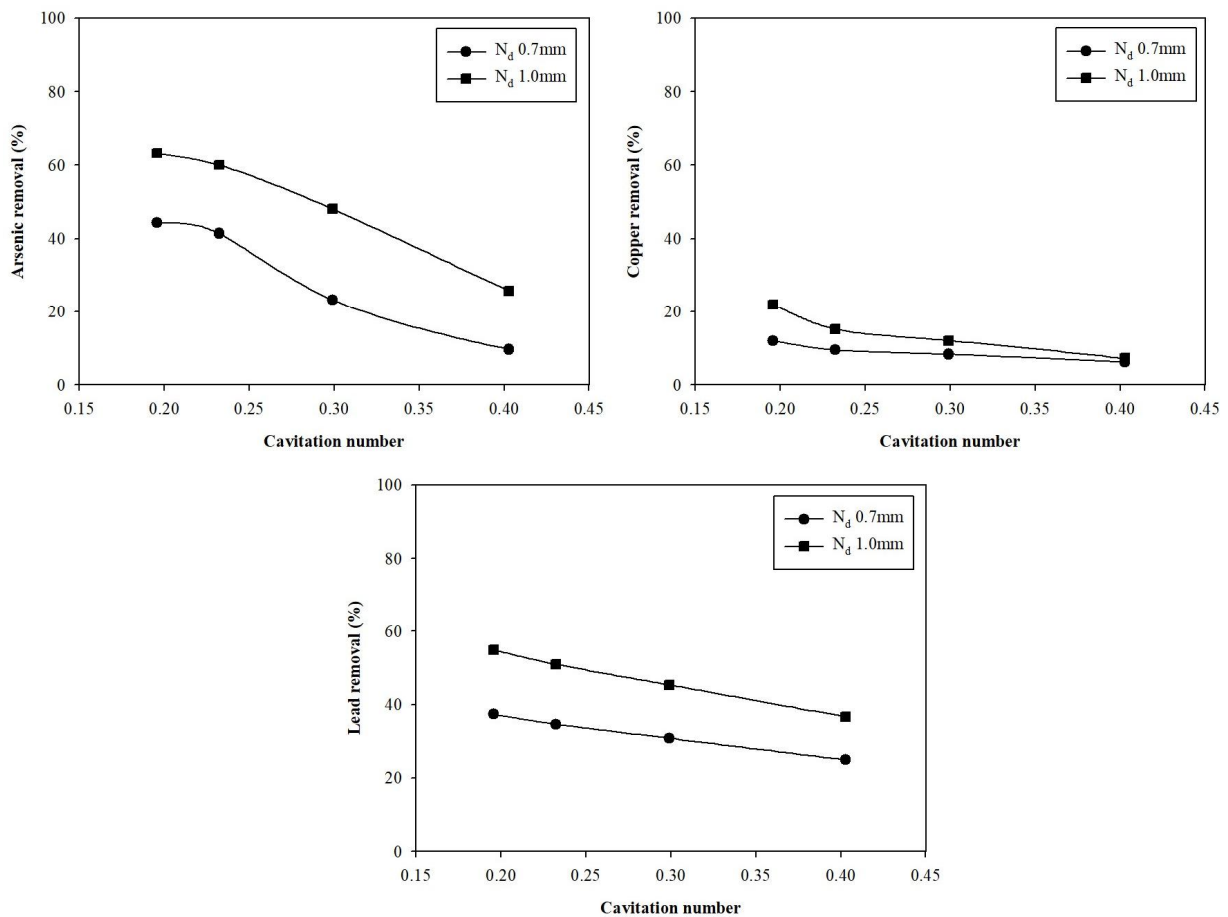 100
80
60
40
20
0
Arsenic removal (%)
N_d 0.7mm
N_d 1.0mm
0.15 0.20 0.25 0.30 0.35 0.40 0.45
Cavitation number
100
80
60
40
20
0
Copper removal (%)
N_d 0.7mm
N_d 1.0mm
0.15 0.20 0.25 0.30 0.35 0.40 0.45
Cavitation number
100
80
60
40
20
0
Lead removal (%)
N_d 0.7mm
N_d 1.0mm
0.15 0.20 0.25 0.30 0.35 0.40 0.45
Cavitation number